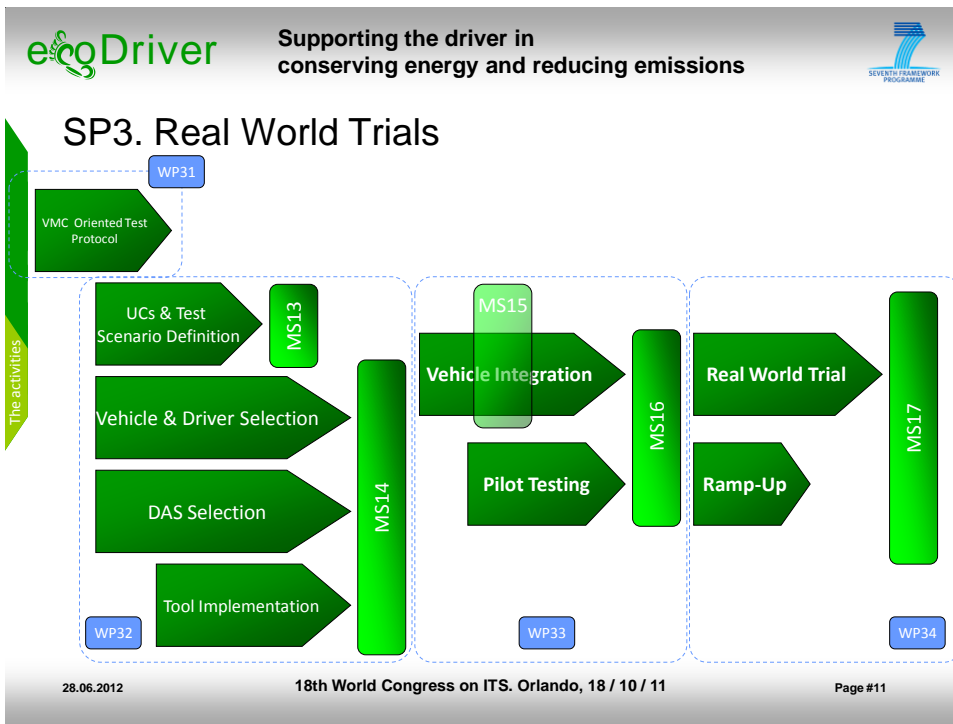 ecoDriver
Supporting the driver in
conserving energy and reducing emissions
SEVENTH FRAMEWORK
PROGRAMME
SP3. Real World Trials
The activities
WP31
VMC Oriented Test
Protocol
UCs & Test
Scenario Definition
MS13
Vehicle & Driver Selection
DAS Selection
Tool Implementation
MS14
WP32
MS15
Vehicle Integration
Pilot Testing
MS16
WP33
Real World Trial
Ramp-Up
MS17
WP34
28.06.2012
18th World Congress on ITS. Orlando, 18 / 10 / 11
Page #11